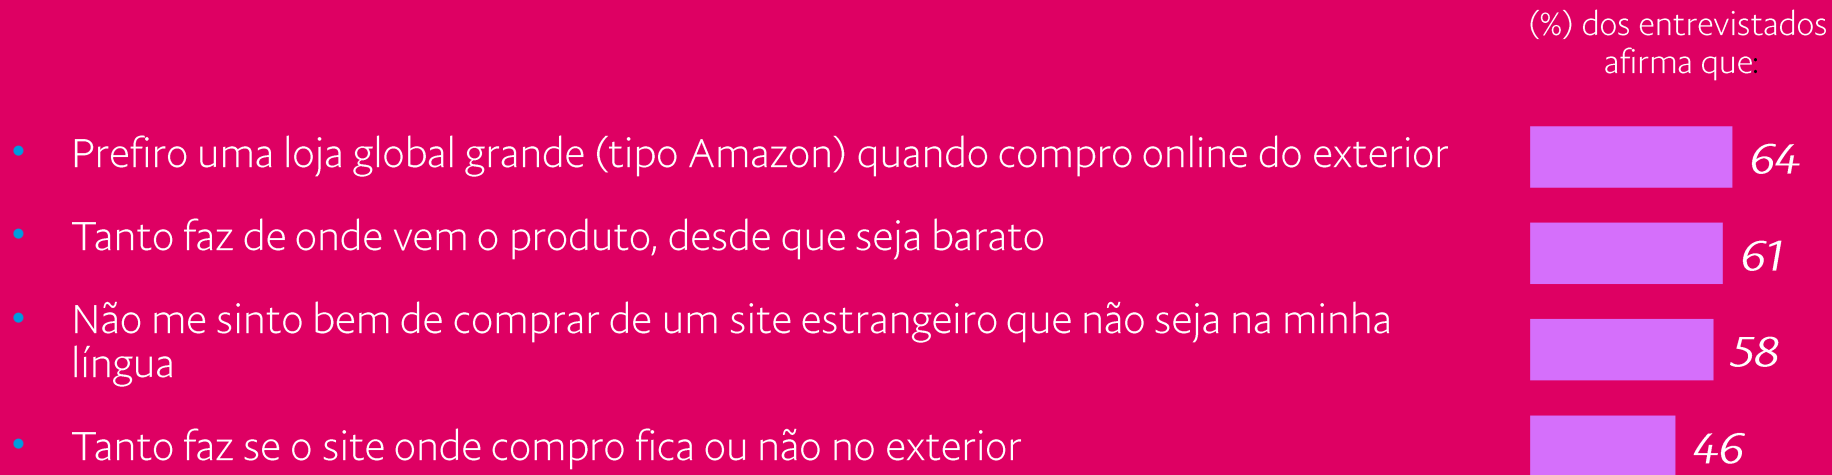 (%) dos entrevistados
afirma que:
• Prefiro uma loja global grande (tipo Amazon) quando compro online do exterior
64
• Tanto faz de onde vem o produto, desde que seja barato
61
• Não me sinto bem de comprar de um site estrangeiro que não seja na minha
língua
58
• Tanto faz se o site onde compro fica ou não no exterior
46